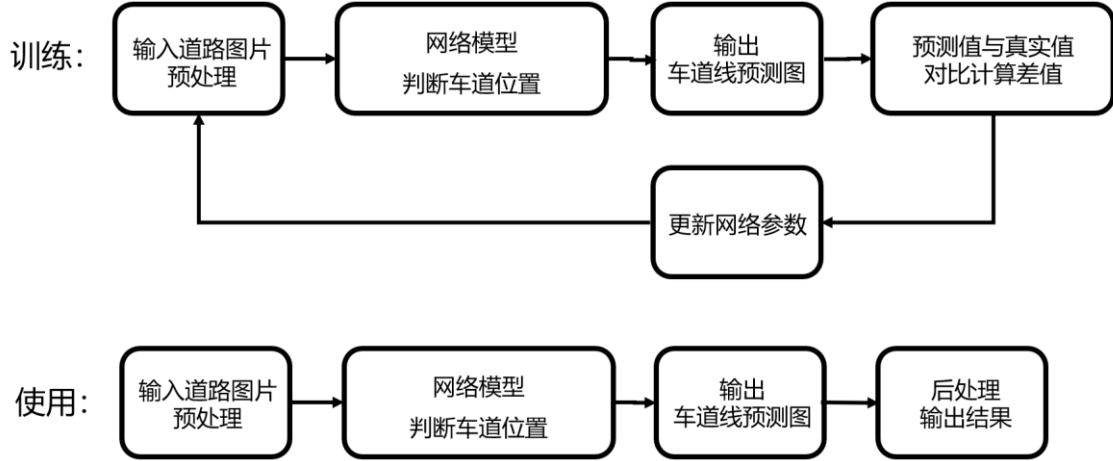 训练：
输入道路图片
预处理
网络模型
判断车道位置
输出
车道线预测图
预测值与真实值
对比计算差值
更新网络参数
使用：
输入道路图片
预处理
网络模型
判断车道位置
输出
车道线预测图
后处理
输出结果